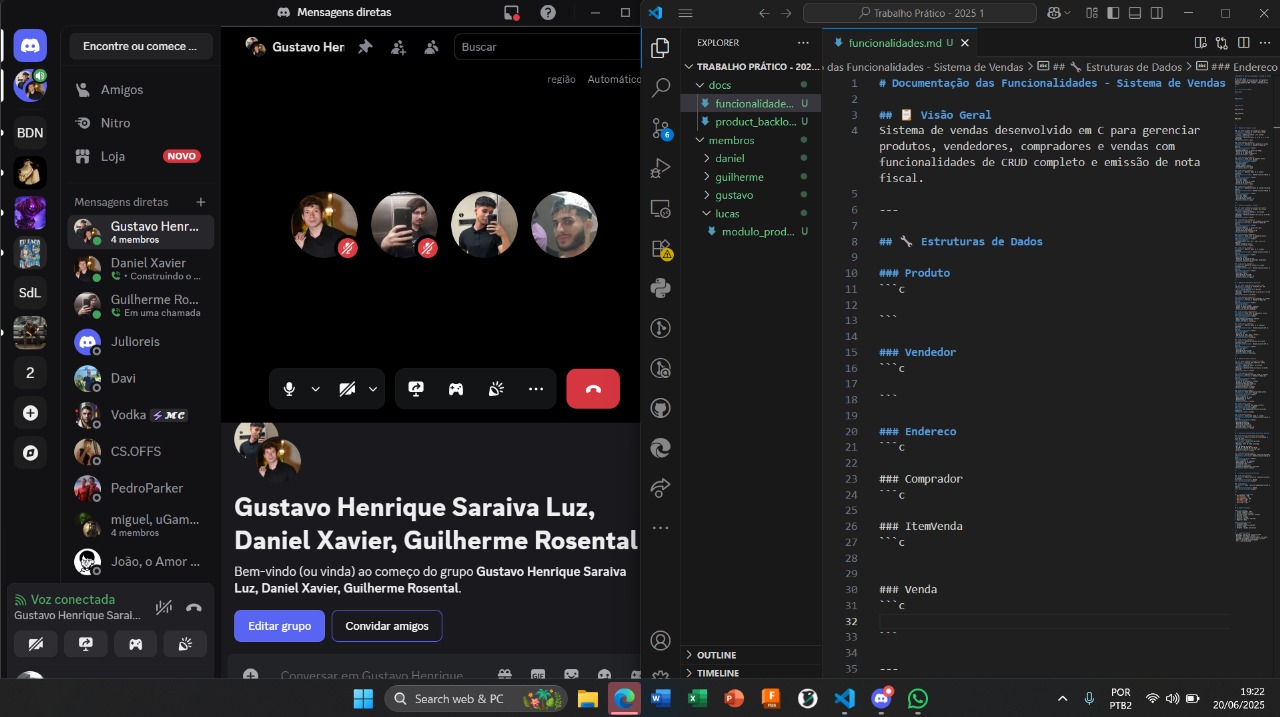 Mensagens diretas
Encontre ou comece ...
Amigos
Nitro
Loja NOVO
Mensagens diretas
Gustavo Henr...
4 membros
Daniel Xavier
• Construindo o ...
Guilherme Ro...
Em uma chamada
Julioreis
Davi
Vodka
CS.OFFS
PedroParker
miguel, uGam...
4 membros
João, o Amor ...
BDN
SdL
2
Voz conectada
Gustavo Henrique Sarai...
Gustavo Her
Buscar
região Automático
Gustavo Henrique Saraiva Luz,
Daniel Xavier, Guilherme Rosental
Bem-vindo (ou vinda) ao começo do grupo Gustavo Henrique Saraiva
Luz, Daniel Xavier, Guilherme Rosental.
Editar grupo
Convidar amigos
Conversar em Gustavo Henrique
GIF
Trabalho Prático - 2025 1
EXPLORER
TRABALHO PRÁTICO - 202...
docs
funcionalidade... U
product_backlo... U
membros
daniel
guilherme
gustavo
lucas
modulo_prod... U
OUTLINE
TIMELINE
6
funcionalidades.md U
das Funcionalidades - Sistema de Vendas > ## 🔧 Estruturas de Dados > ### Endereco
1 # Documentação das Funcionalidades - Sistema de Vendas
2
3 ## 📋 Visão Geral
4 Sistema de vendas desenvolvido em C para gerenciar
produtos, vendedores, compradores e vendas com
funcionalidades de CRUD completo e emissão de nota
fiscal.
5
6 ---
7
8 ## 🔧 Estruturas de Dados
9
10 ### Produto
11 ```c
12
13 ```
14
15 ### Vendedor
16 ```c
17
18 ```
19
20 ### Endereco
21 ```c
22
23 ### Comprador
24 ```c
25
26 ### ItemVenda
27 ```c
28
29
30 ### Venda
31 ```c
32
33 ```
34
35 ---
Search web & PC
POR
PTB2
19:22
20/06/2025